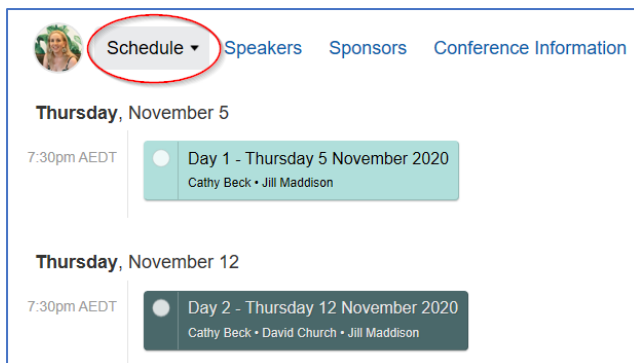 Schedule ▾ Speakers Sponsors Conference Information
Thursday, November 5
7:30pm AEDT
Day 1 - Thursday 5 November 2020
Cathy Beck • Jill Maddison
Thursday, November 12
7:30pm AEDT
Day 2 - Thursday 12 November 2020
Cathy Beck • David Church • Jill Maddison